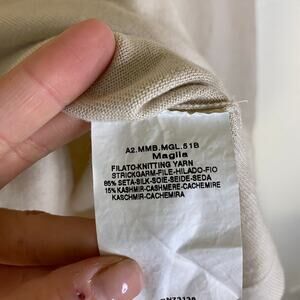 A2.MMB.MGL.51B
Maglia
FILATO-KNITTING YARN
STRICKGARM-FILE-HILADO-FIO
85% SETA-SILK-SOIE-SEIDE-SEDA
15% KASHMIR-CASHMERE-CACHEMIRE
KASCHMIR-CACHEMIRA